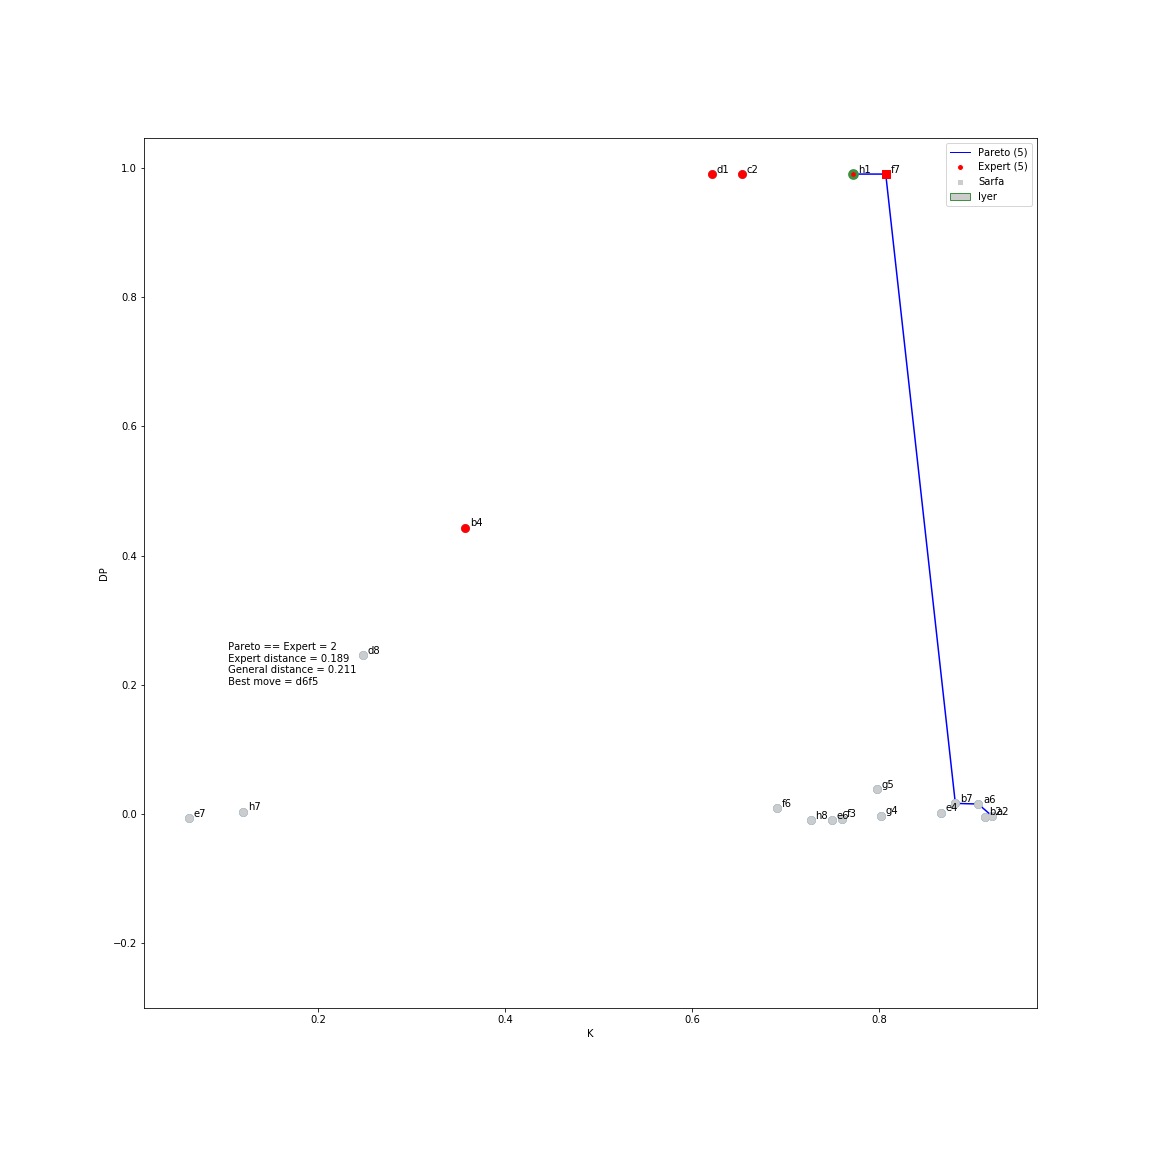 1.0
0.8
0.6
0.4
0.2
0.0
−0.2
DP
0.2
0.4
0.6
0.8
K
Pareto (5)
Expert (5)
Sarfa
Iyer
d1
c2
h1
f7
b4
d8
Pareto == Expert = 2
Expert distance = 0.189
General distance = 0.211
Best move = d6f5
e7
h7
f6
h8
e6
f3
g5
g4
e4
b7
a6
b2
a2